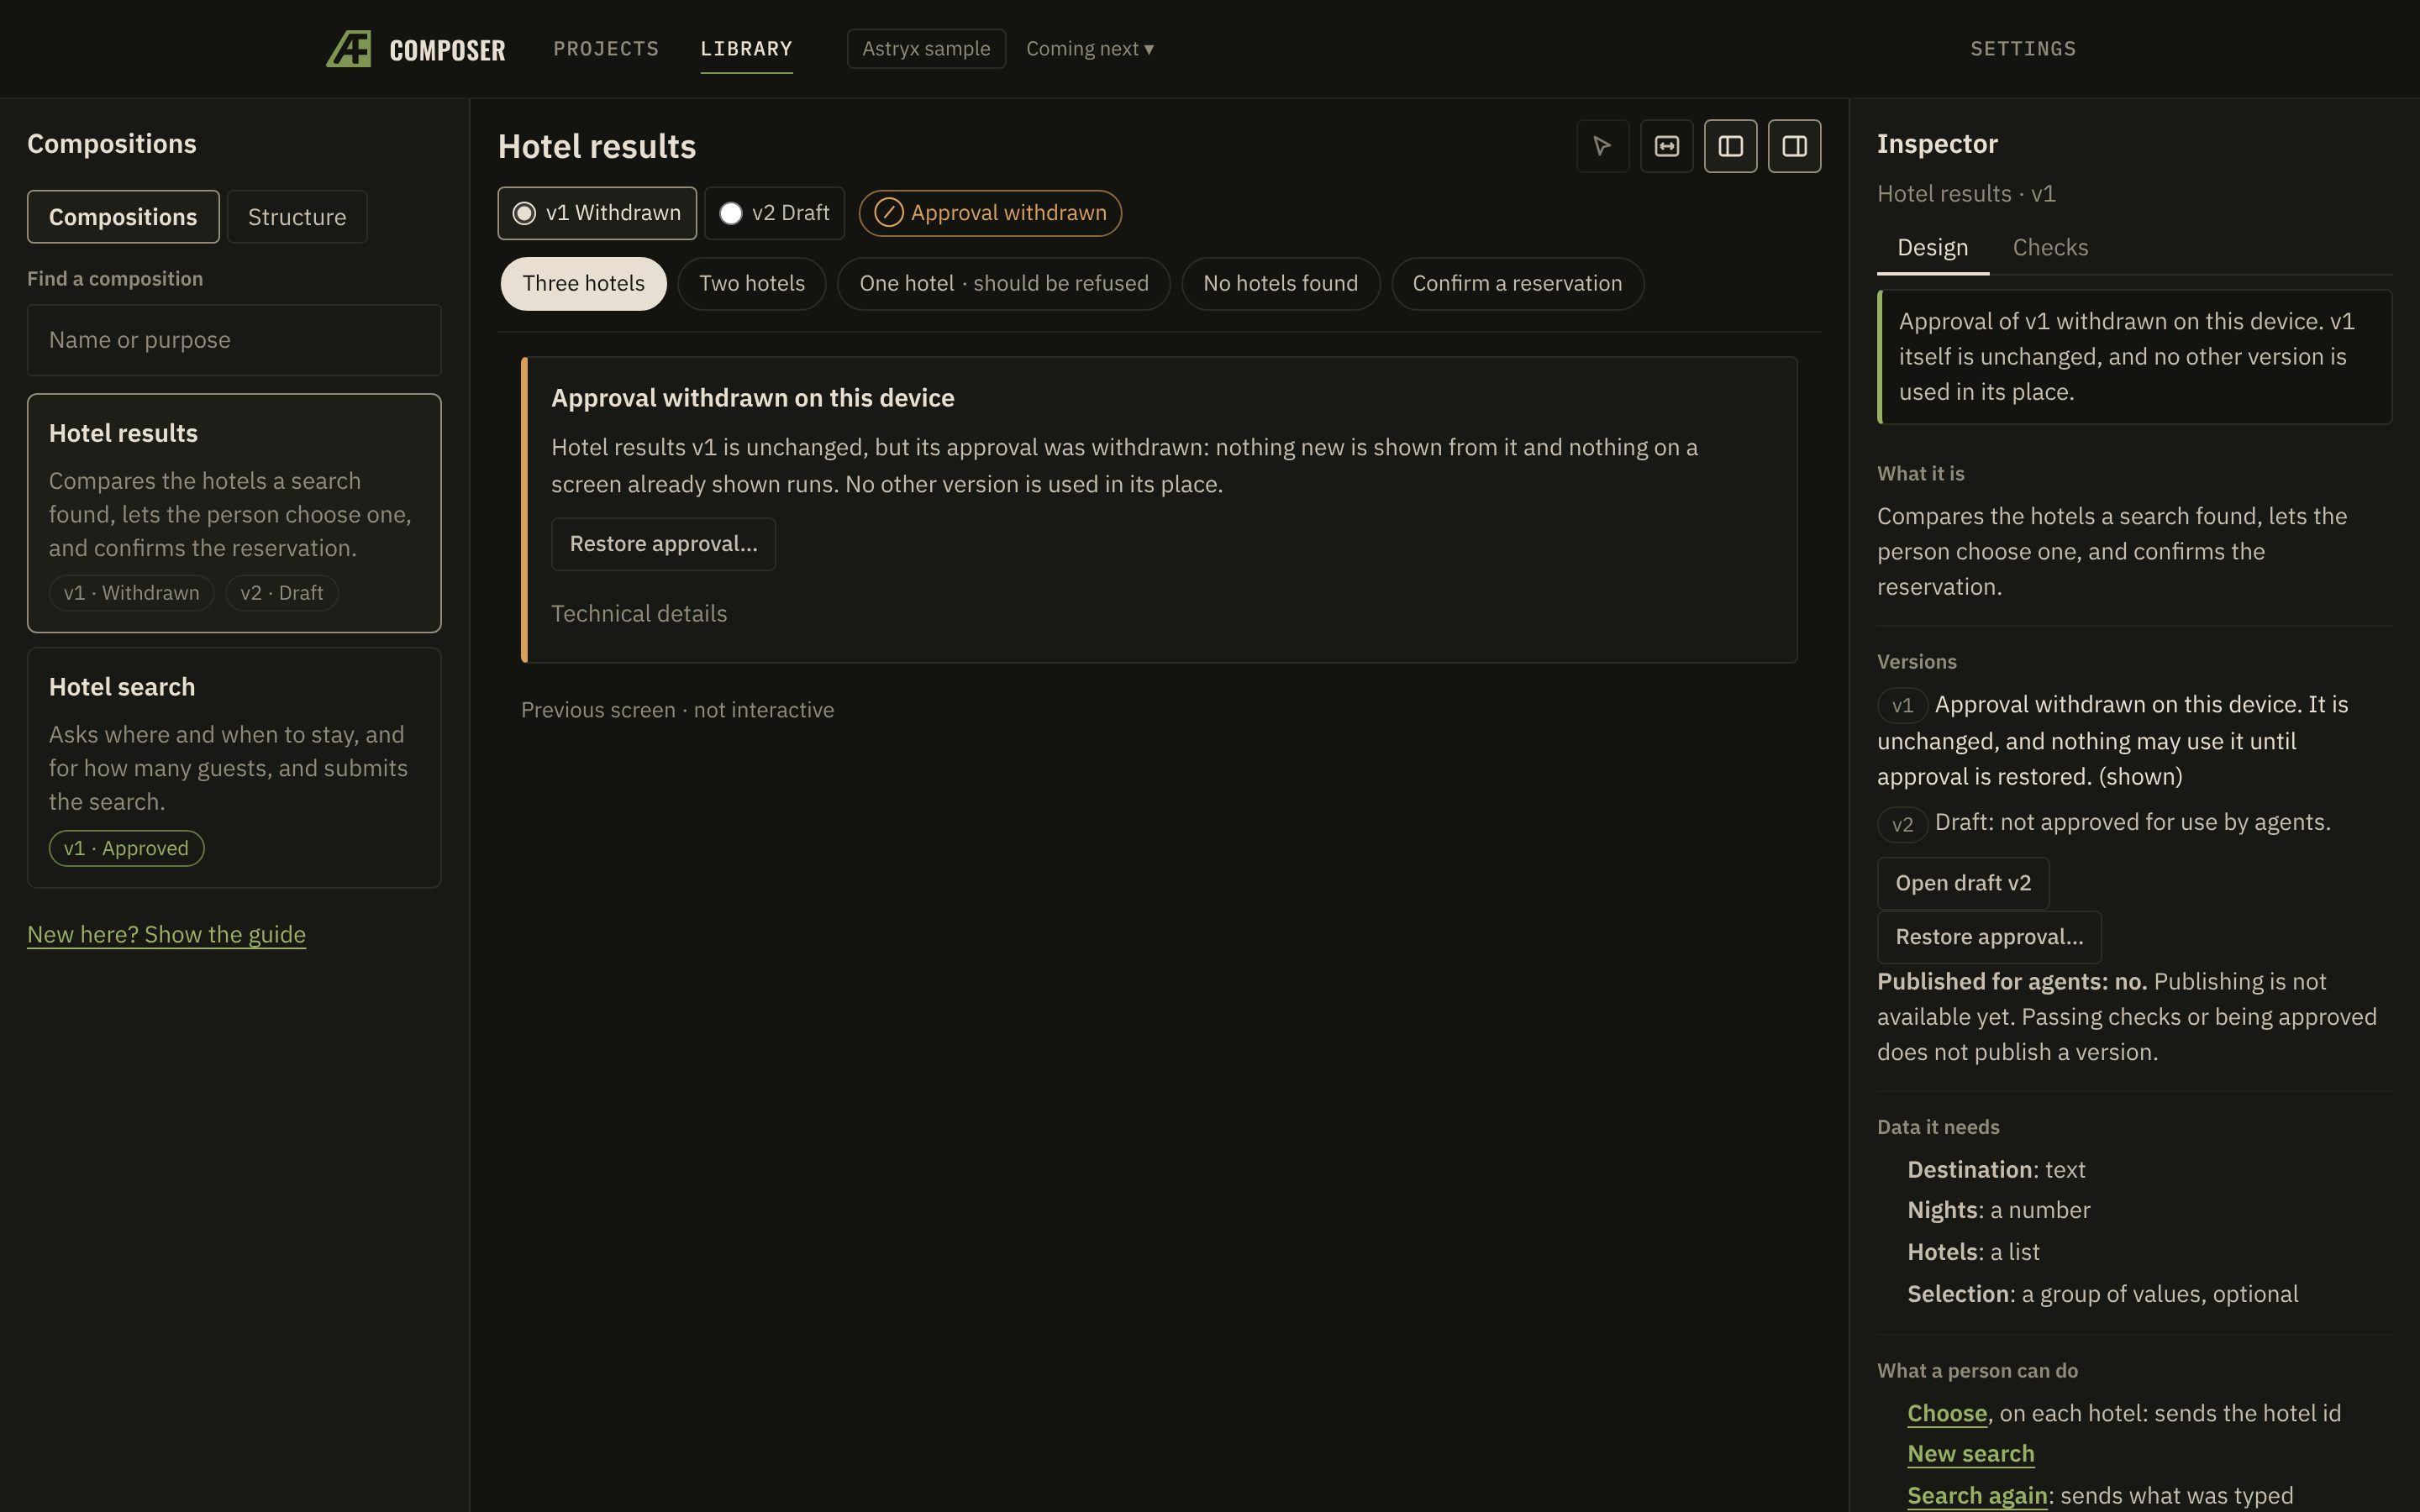 COMPOSER
PROJECTS
LIBRARY
Astryx sample
Coming next ▾
SETTINGS
Compositions
Compositions
Structure
Find a composition
Name or purpose
Hotel results
Compares the hotels a search
found, lets the person choose one,
and confirms the reservation.
v1 · Withdrawn
v2 · Draft
Hotel search
Asks where and when to stay, and
for how many guests, and submits
the search.
v1 · Approved
New here? Show the guide
Hotel results
v1 Withdrawn
v2 Draft
Approval withdrawn
Three hotels
Two hotels
One hotel · should be refused
No hotels found
Confirm a reservation
Approval withdrawn on this device
Hotel results v1 is unchanged, but its approval was withdrawn: nothing new is shown from it and nothing on a
screen already shown runs. No other version is used in its place.
Restore approval…
Technical details
Previous screen · not interactive
Inspector
Hotel results · v1
Design
Checks
Approval of v1 withdrawn on this device. v1
itself is unchanged, and no other version is
used in its place.
What it is
Compares the hotels a search found, lets the
person choose one, and confirms the
reservation.
Versions
v1 Approval withdrawn on this device. It is
unchanged, and nothing may use it until
approval is restored. (shown)
v2 Draft: not approved for use by agents.
Open draft v2
Restore approval…
Published for agents: no. Publishing is not
available yet. Passing checks or being approved
does not publish a version.
Data it needs
Destination: text
Nights: a number
Hotels: a list
Selection: a group of values, optional
What a person can do
Choose, on each hotel: sends the hotel id
New search
Search again: sends what was typed